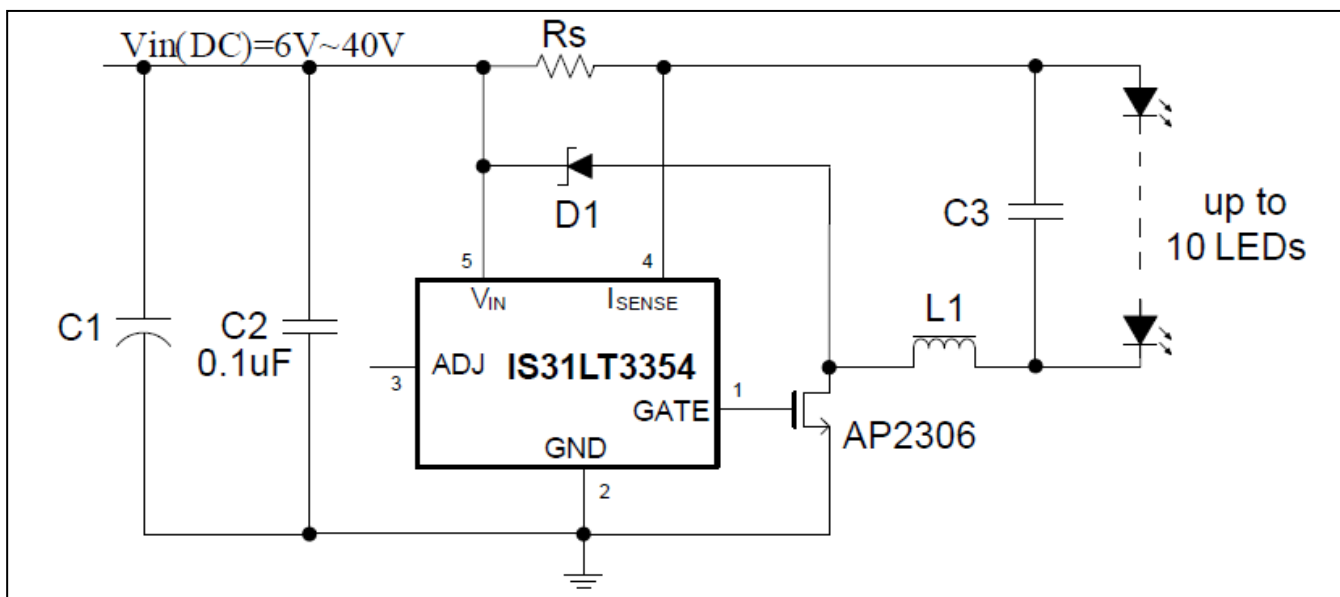 Vin(DC)=6V~40V
Rs
D1
C3
up to
10 LEDs
5
4
VIN
ISENSE
C1
C2
0.1uF
L1
ADJ
IS31LT3354
3
1
GATE
AP2306
GND
2